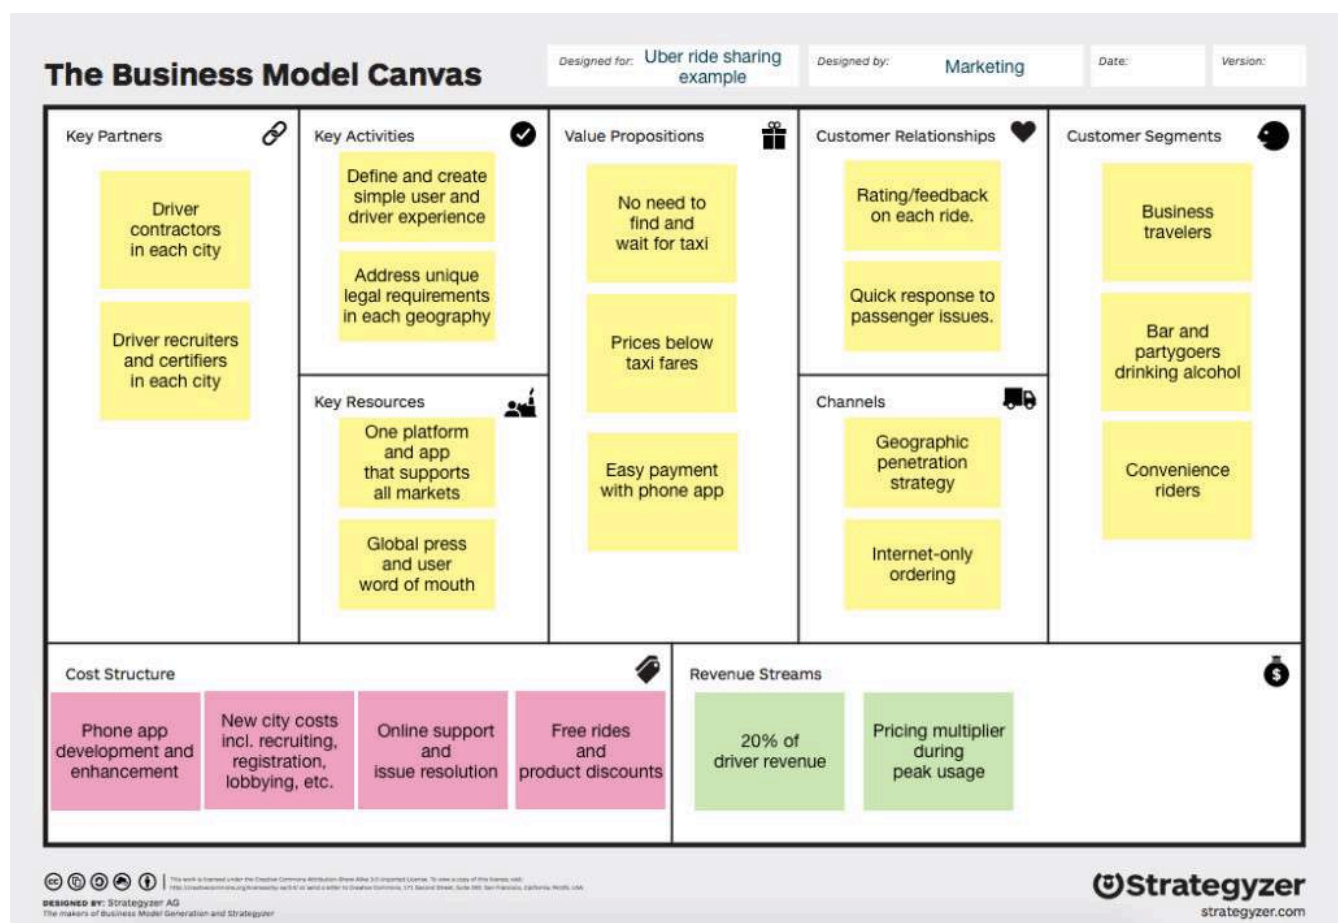 The Business Model Canvas
Designed for: Uber ride sharing
example
Designed by: Marketing
Date:
Version:
Key Partners
Driver
contractors
in each city
Driver recruiters
and certifiers
in each city
Key Activities
Define and create
simple user and
driver experience
Address unique
legal requirements
in each geography
Key Resources
One platform
and app
that supports
all markets
Global press
and user
word of mouth
Value Propositions
No need to
find and
wait for taxi
Prices below
taxi fares
Easy payment
with phone app
Customer Relationships
Rating/feedback
on each ride.
Quick response to
passenger issues.
Channels
Geographic
penetration
strategy
Internet-only
ordering
Customer Segments
Business
travelers
Bar and
partygoers
drinking alcohol
Convenience
riders
Cost Structure
Phone app
development and
enhancement
New city costs
incl. recruiting,
registration,
lobbying, etc.
Online support
and
issue resolution
Free rides
and
product discounts
Revenue Streams
20% of
driver revenue
Pricing multiplier
during
peak usage
$
cc
DESIGNED BY: Strategyzer AG
The makers of Business Model Generation and Strategyzer
Strategyzer
strategyzer.com